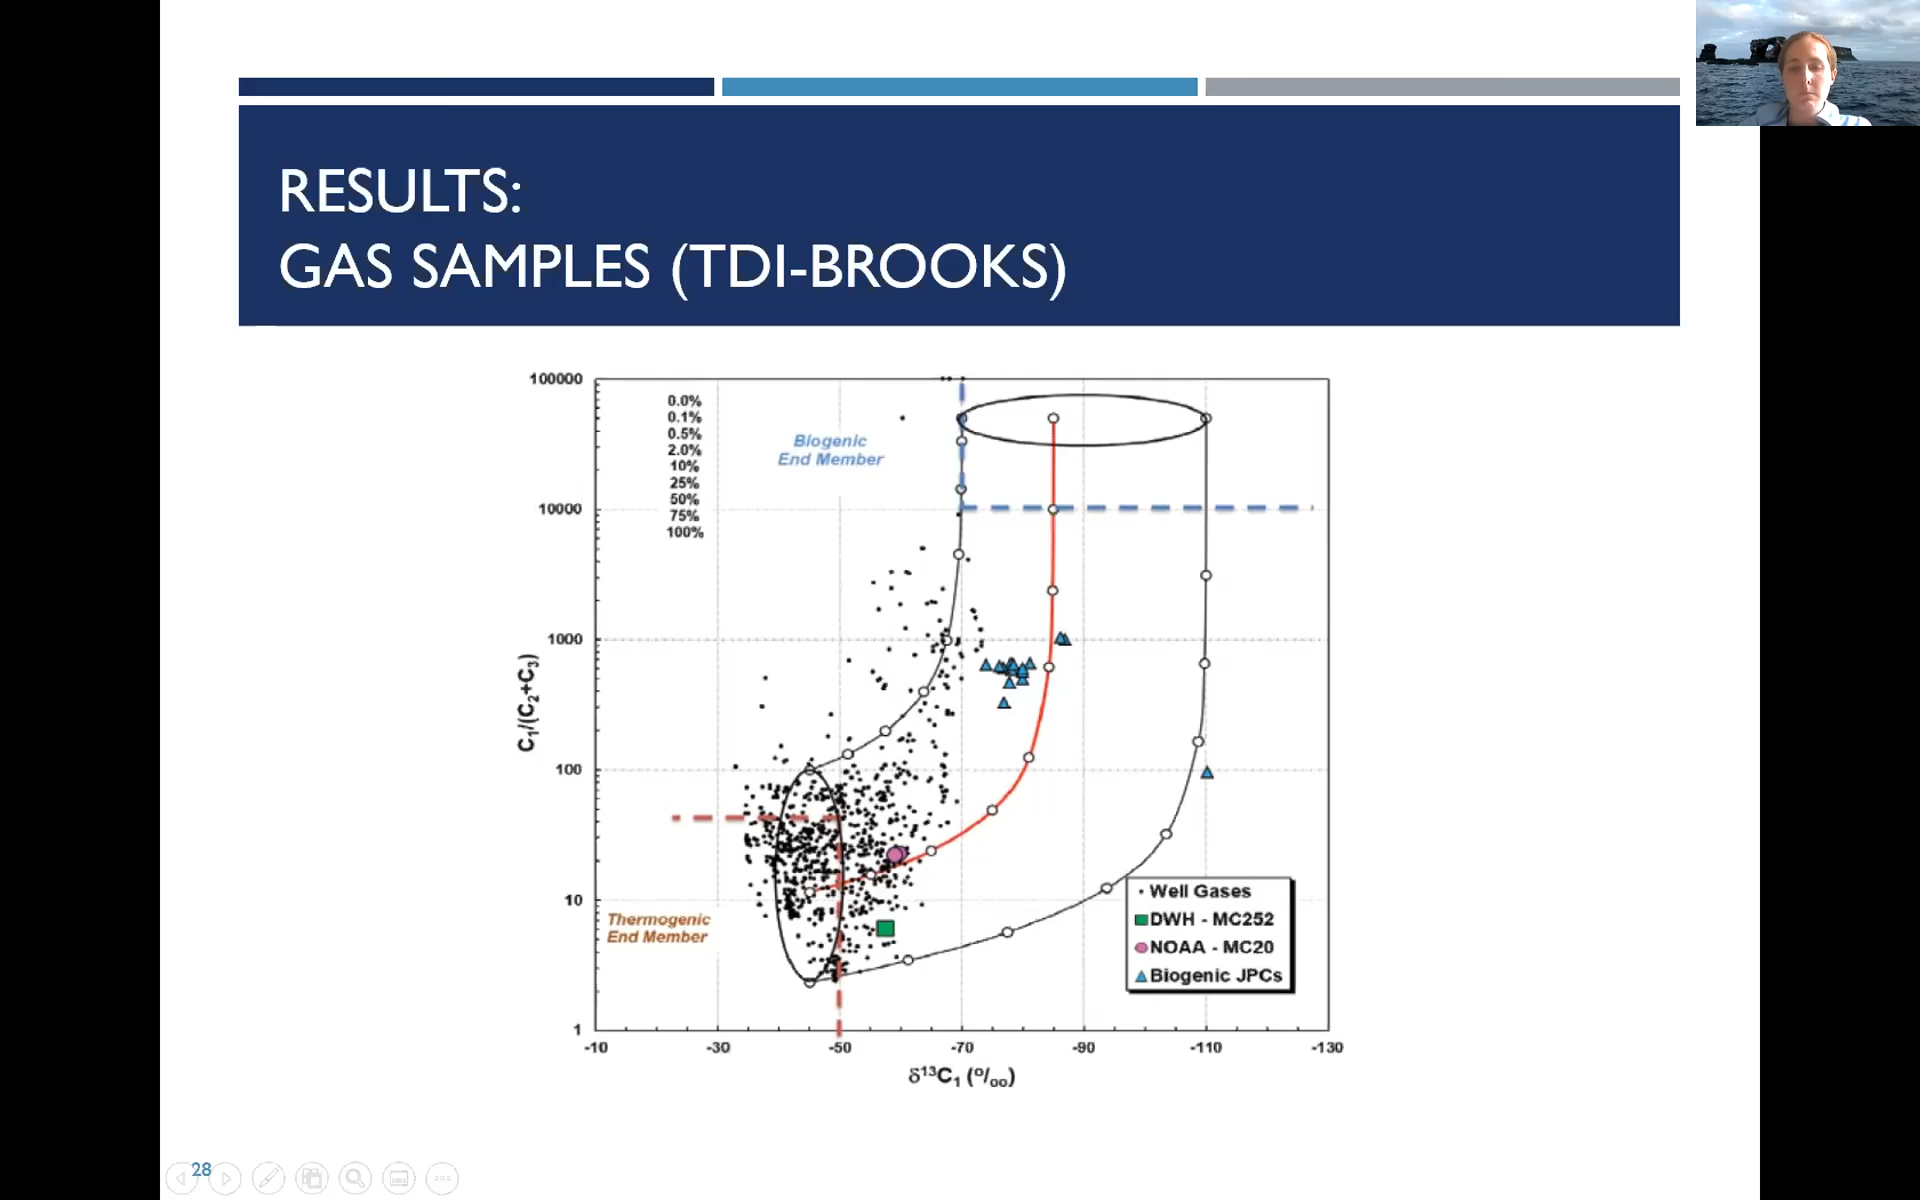 RESULTS:
GAS SAMPLES (TDI-BROOKS)
100000
10000
1000
100
10
1
C₁/(C₂+C₃)
0.0%
0.1%
0.5%
2.0%
10%
25%
50%
75%
100%
Biogenic
End Member
Thermogenic
End Member
Well Gases
DWH - MC252
NOAA - MC20
Biogenic JPCs
-10 -30 -50 -70 -90 -110 -130
δ¹³C₁ (º/₀₀)
28